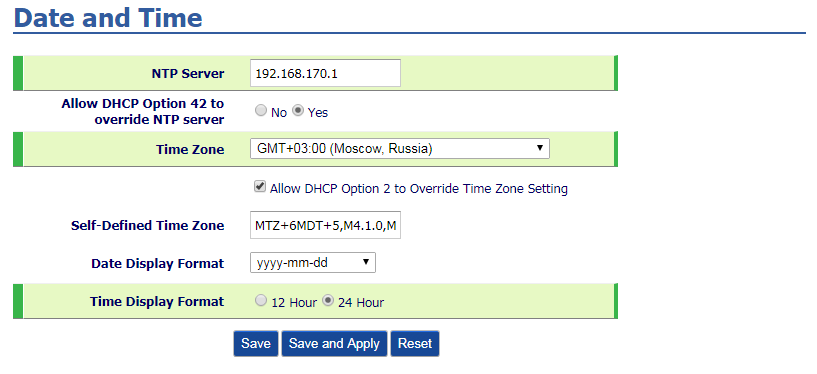 Date and Time
NTP Server 192.168.170.1
Allow DHCP Option 42 to
override NTP server No Yes
Time Zone GMT+03:00 (Moscow, Russia)
Allow DHCP Option 2 to Override Time Zone Setting
Self-Defined Time Zone MTZ+6MDT+5,M4.1.0,M
Date Display Format yyyy-mm-dd
Time Display Format 12 Hour 24 Hour
Save Save and Apply Reset